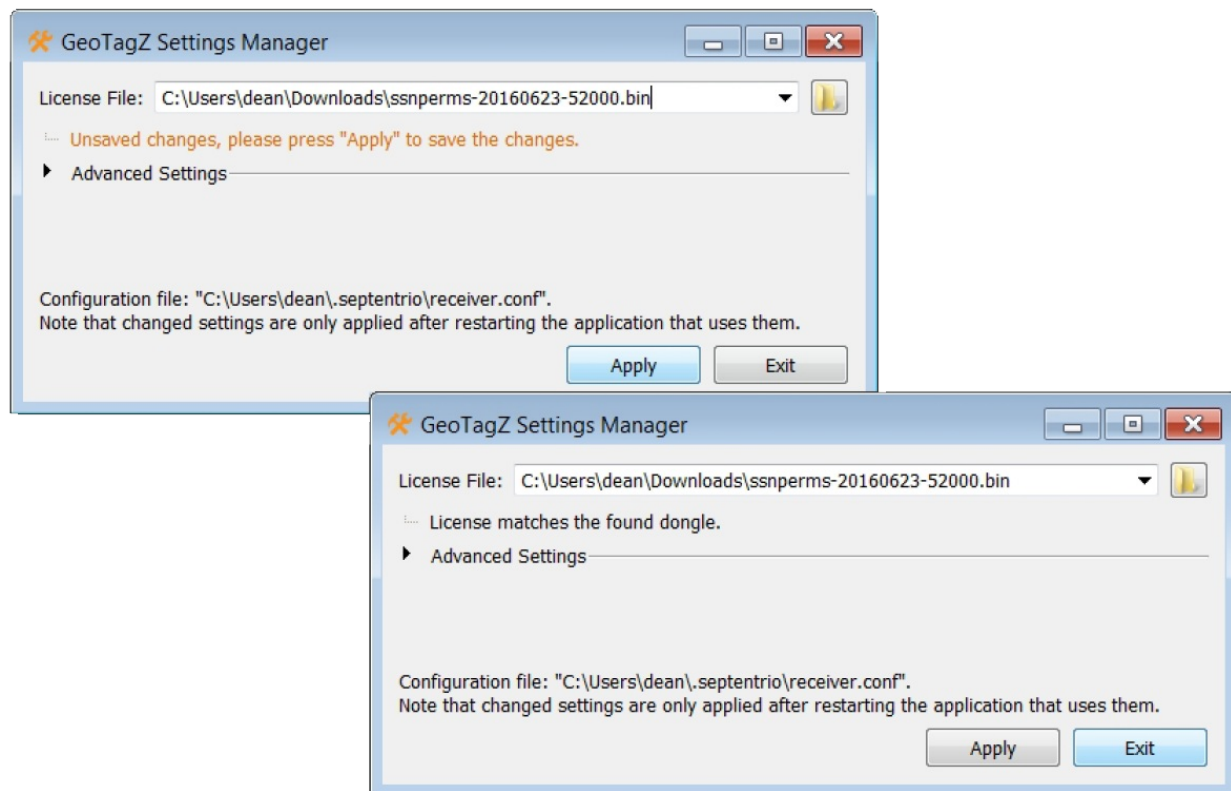 GeoTagZ Settings Manager
License File: C:\Users\dean\Downloads\ssnperms-20160623-52000.bin
Unsaved changes, please press "Apply" to save the changes.
Advanced Settings
Configuration file: "C:\Users\dean\.septentrio\receiver.conf".
Note that changed settings are only applied after restarting the application that uses them.
Apply Exit
GeoTagZ Settings Manager
License File: C:\Users\dean\Downloads\ssnperms-20160623-52000.bin
License matches the found dongle.
Advanced Settings
Configuration file: "C:\Users\dean\.septentrio\receiver.conf".
Note that changed settings are only applied after restarting the application that uses them.
Apply Exit